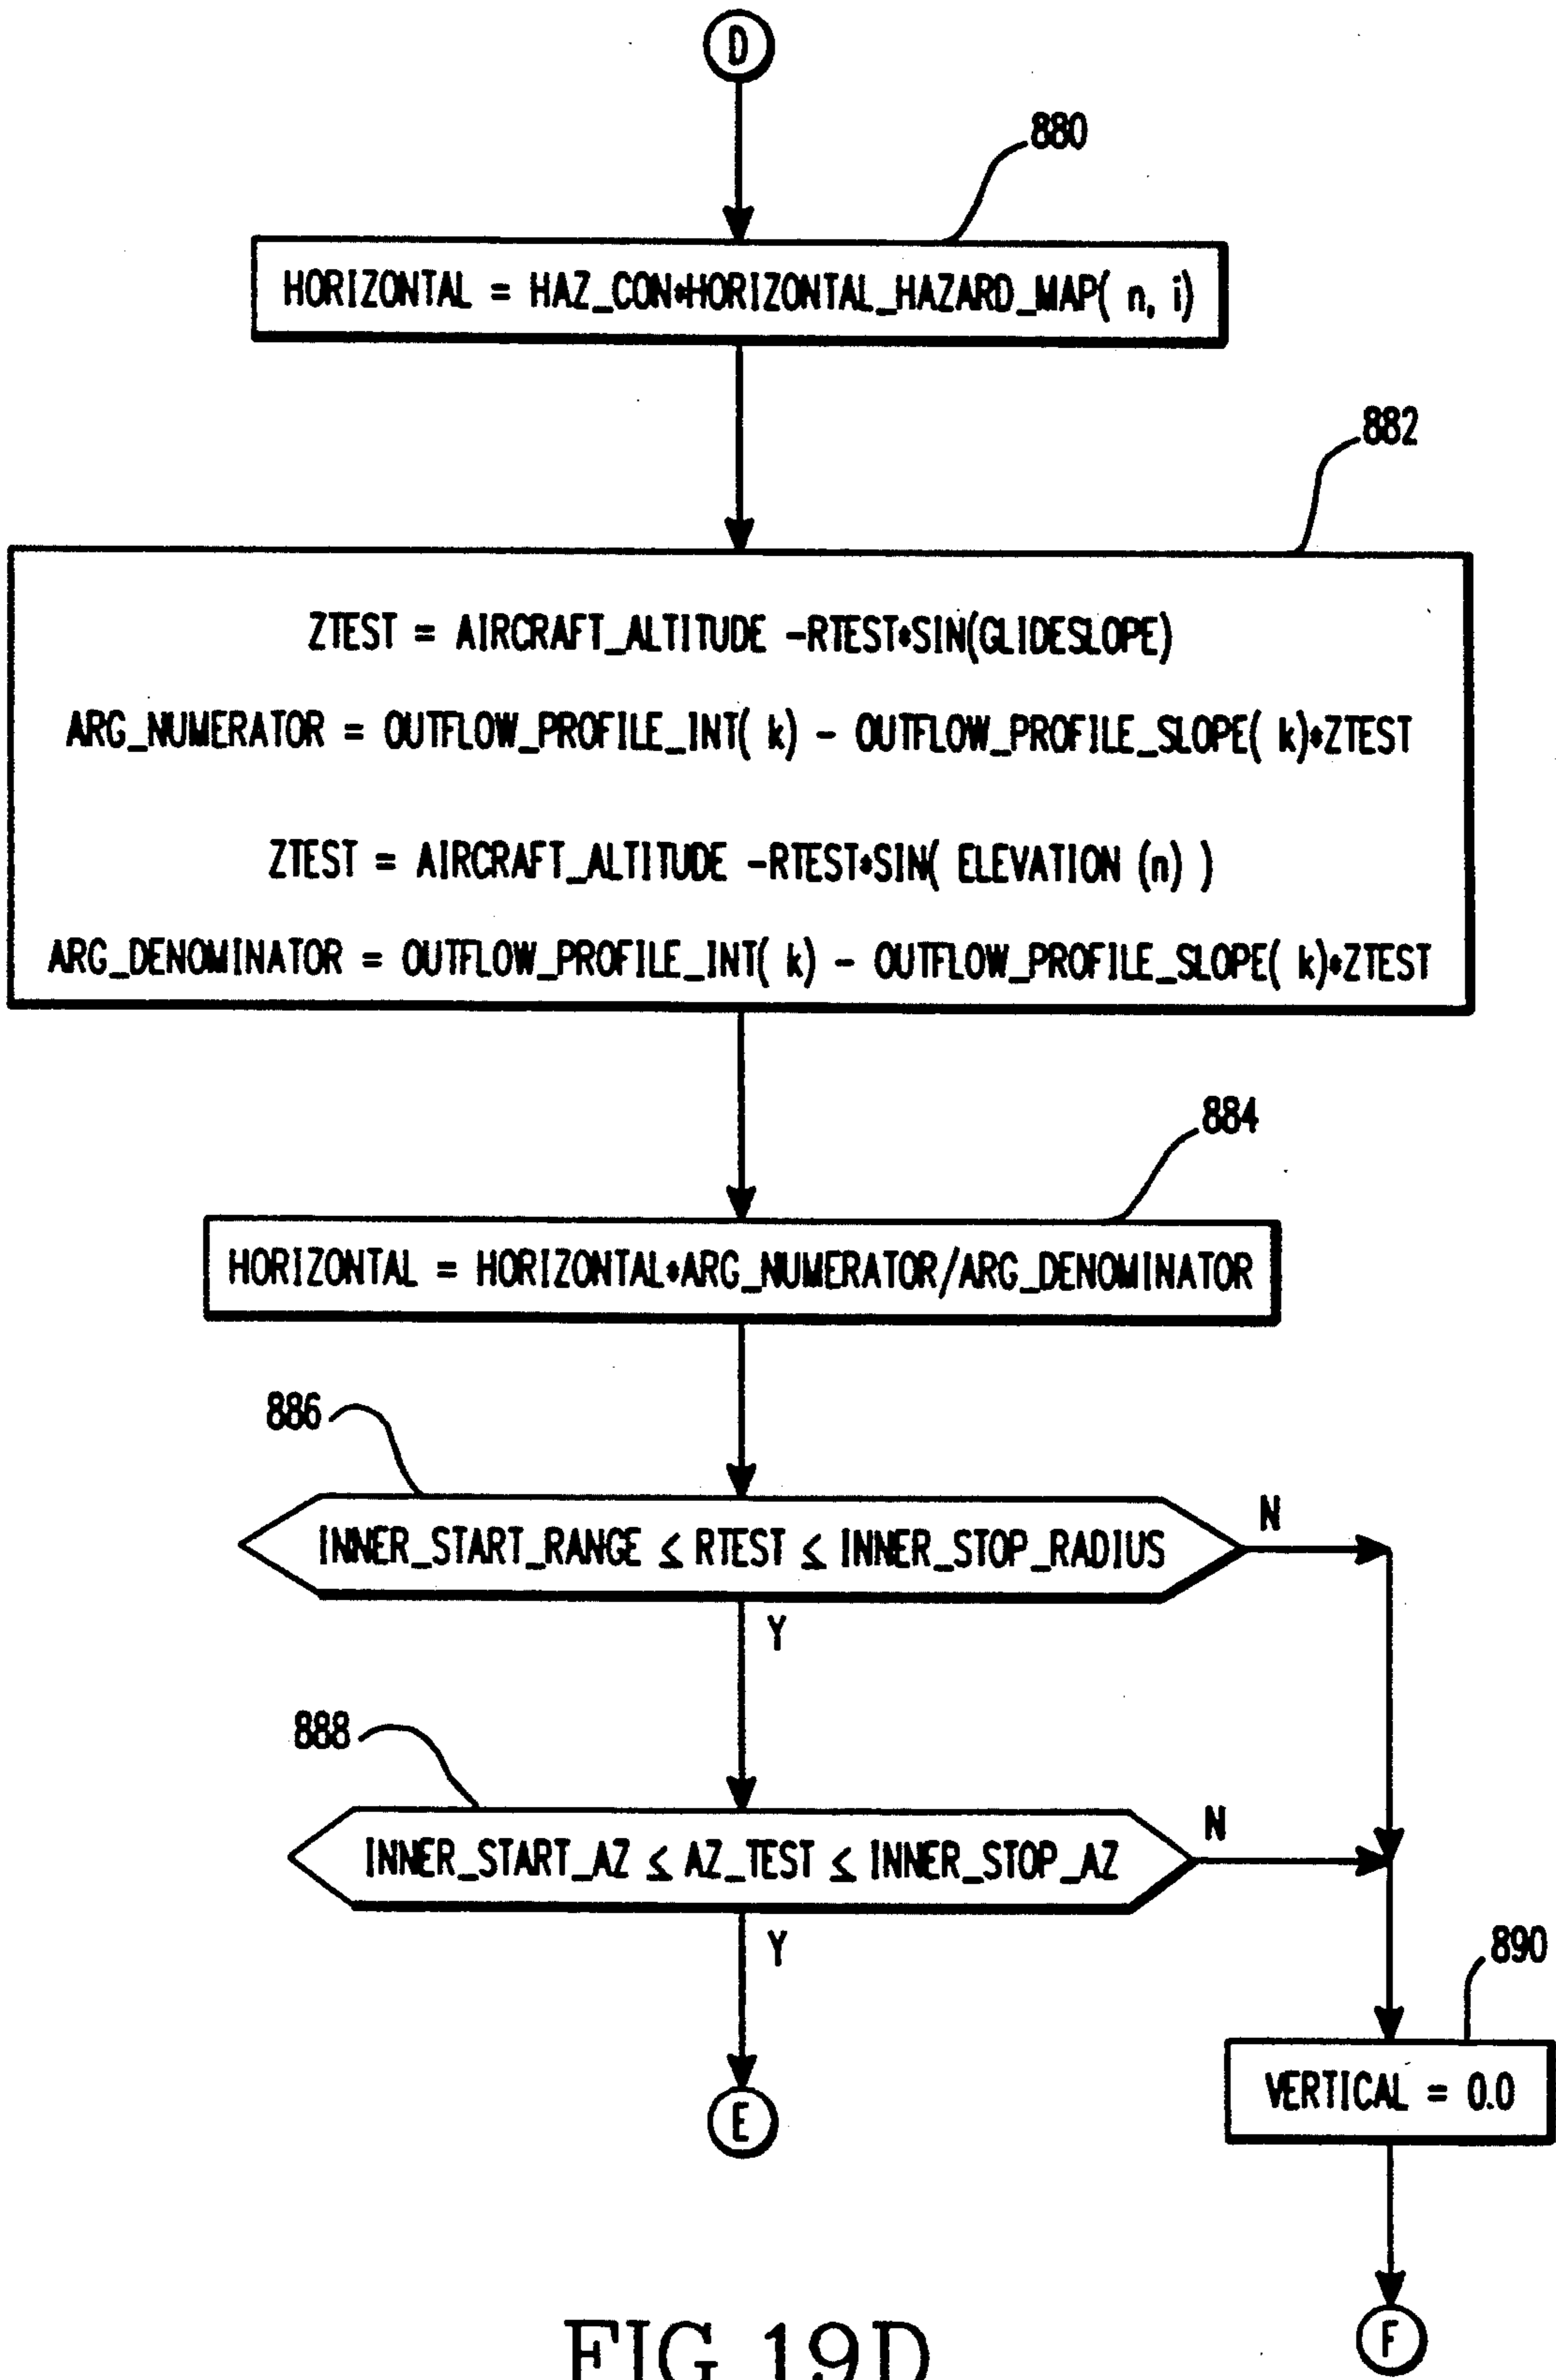 D
880
HORIZONTAL = HAZ_CON*HORIZONTAL_HAZARD_MAP( n, i)
882
ZTEST = AIRCRAFT_ALTITUDE -RTEST*SIN(GLIDESLOPE)
ARG_NUMERATOR = OUTFLOW_PROFILE_INT( k) - OUTFLOW_PROFILE_SLOPE( k)*ZTEST
ZTEST = AIRCRAFT_ALTITUDE -RTEST*SIN( ELEVATION (n) )
ARG_DENOMINATOR = OUTFLOW_PROFILE_INT( k) - OUTFLOW_PROFILE_SLOPE( k)*ZTEST
884
HORIZONTAL = HORIZONTAL*ARG_NUMERATOR/ARG_DENOMINATOR
886
INNER_START_RANGE ≤ RTEST ≤ INNER_STOP_RADIUS
N
Y
888
INNER_START_AZ ≤ AZ_TEST ≤ INNER_STOP_AZ
N
Y
890
VERTICAL = 0.0
E
F
FIG.19D